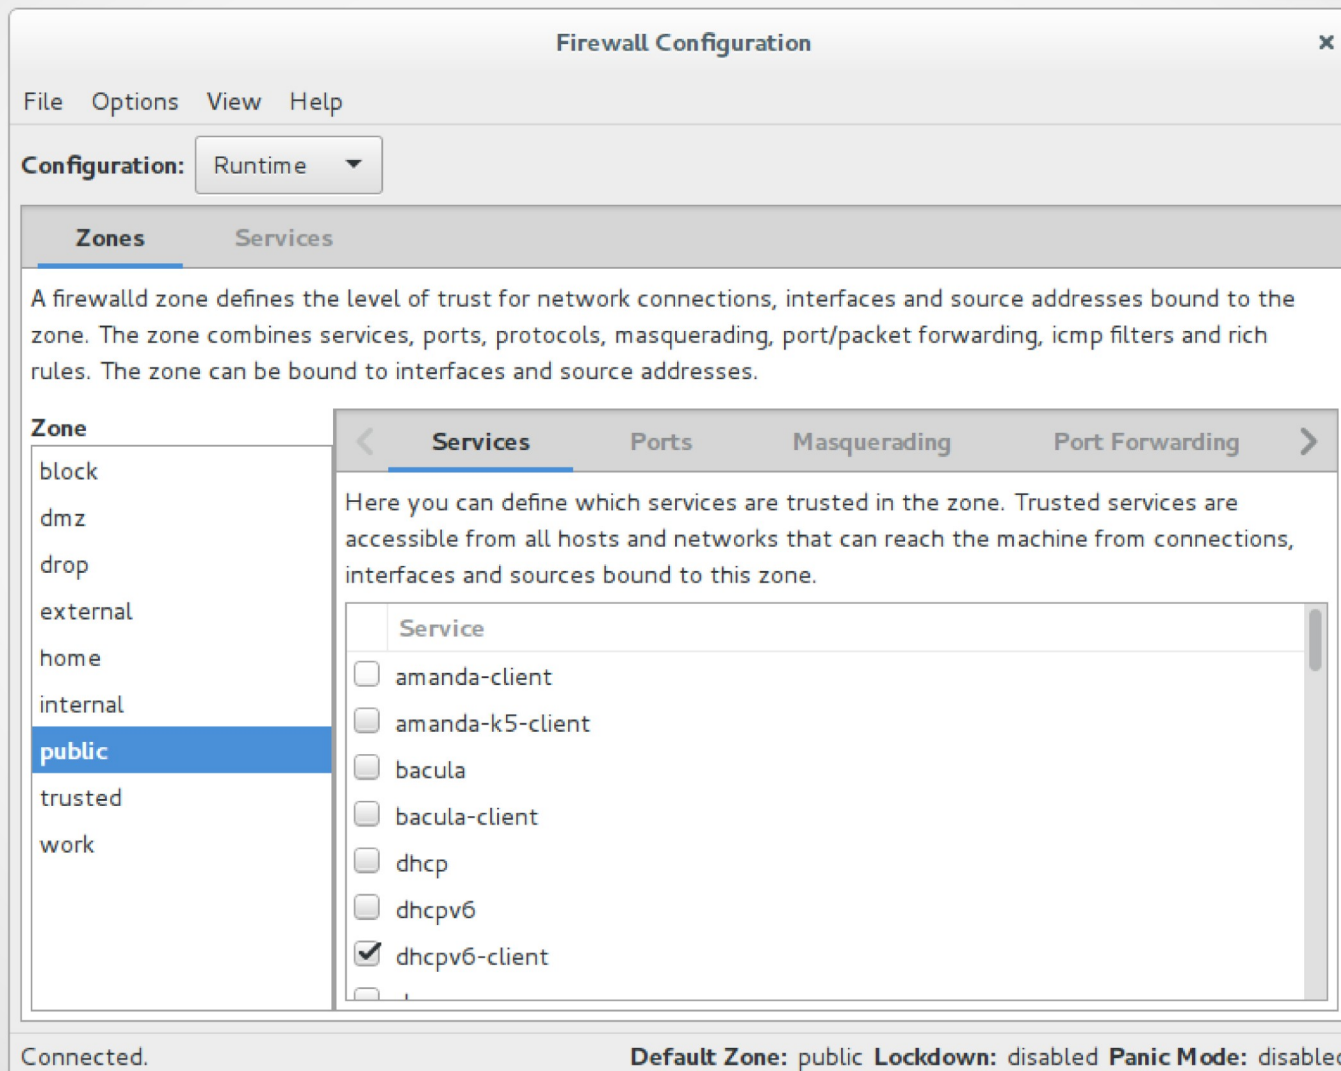 Firewall Configuration
File Options View Help
Configuration: Runtime
Zones Services
A firewalld zone defines the level of trust for network connections, interfaces and source addresses bound to the
zone. The zone combines services, ports, protocols, masquerading, port/packet forwarding, icmp filters and rich
rules. The zone can be bound to interfaces and source addresses.
Zone
block
dmz
drop
external
home
internal
public
trusted
work
Services Ports Masquerading Port Forwarding
Here you can define which services are trusted in the zone. Trusted services are
accessible from all hosts and networks that can reach the machine from connections,
interfaces and sources bound to this zone.
Service
amanda-client
amanda-k5-client
bacula
bacula-client
dhcp
dhcpv6
dhcpv6-client
Connected.
Default Zone: public Lockdown: disabled Panic Mode: disabled